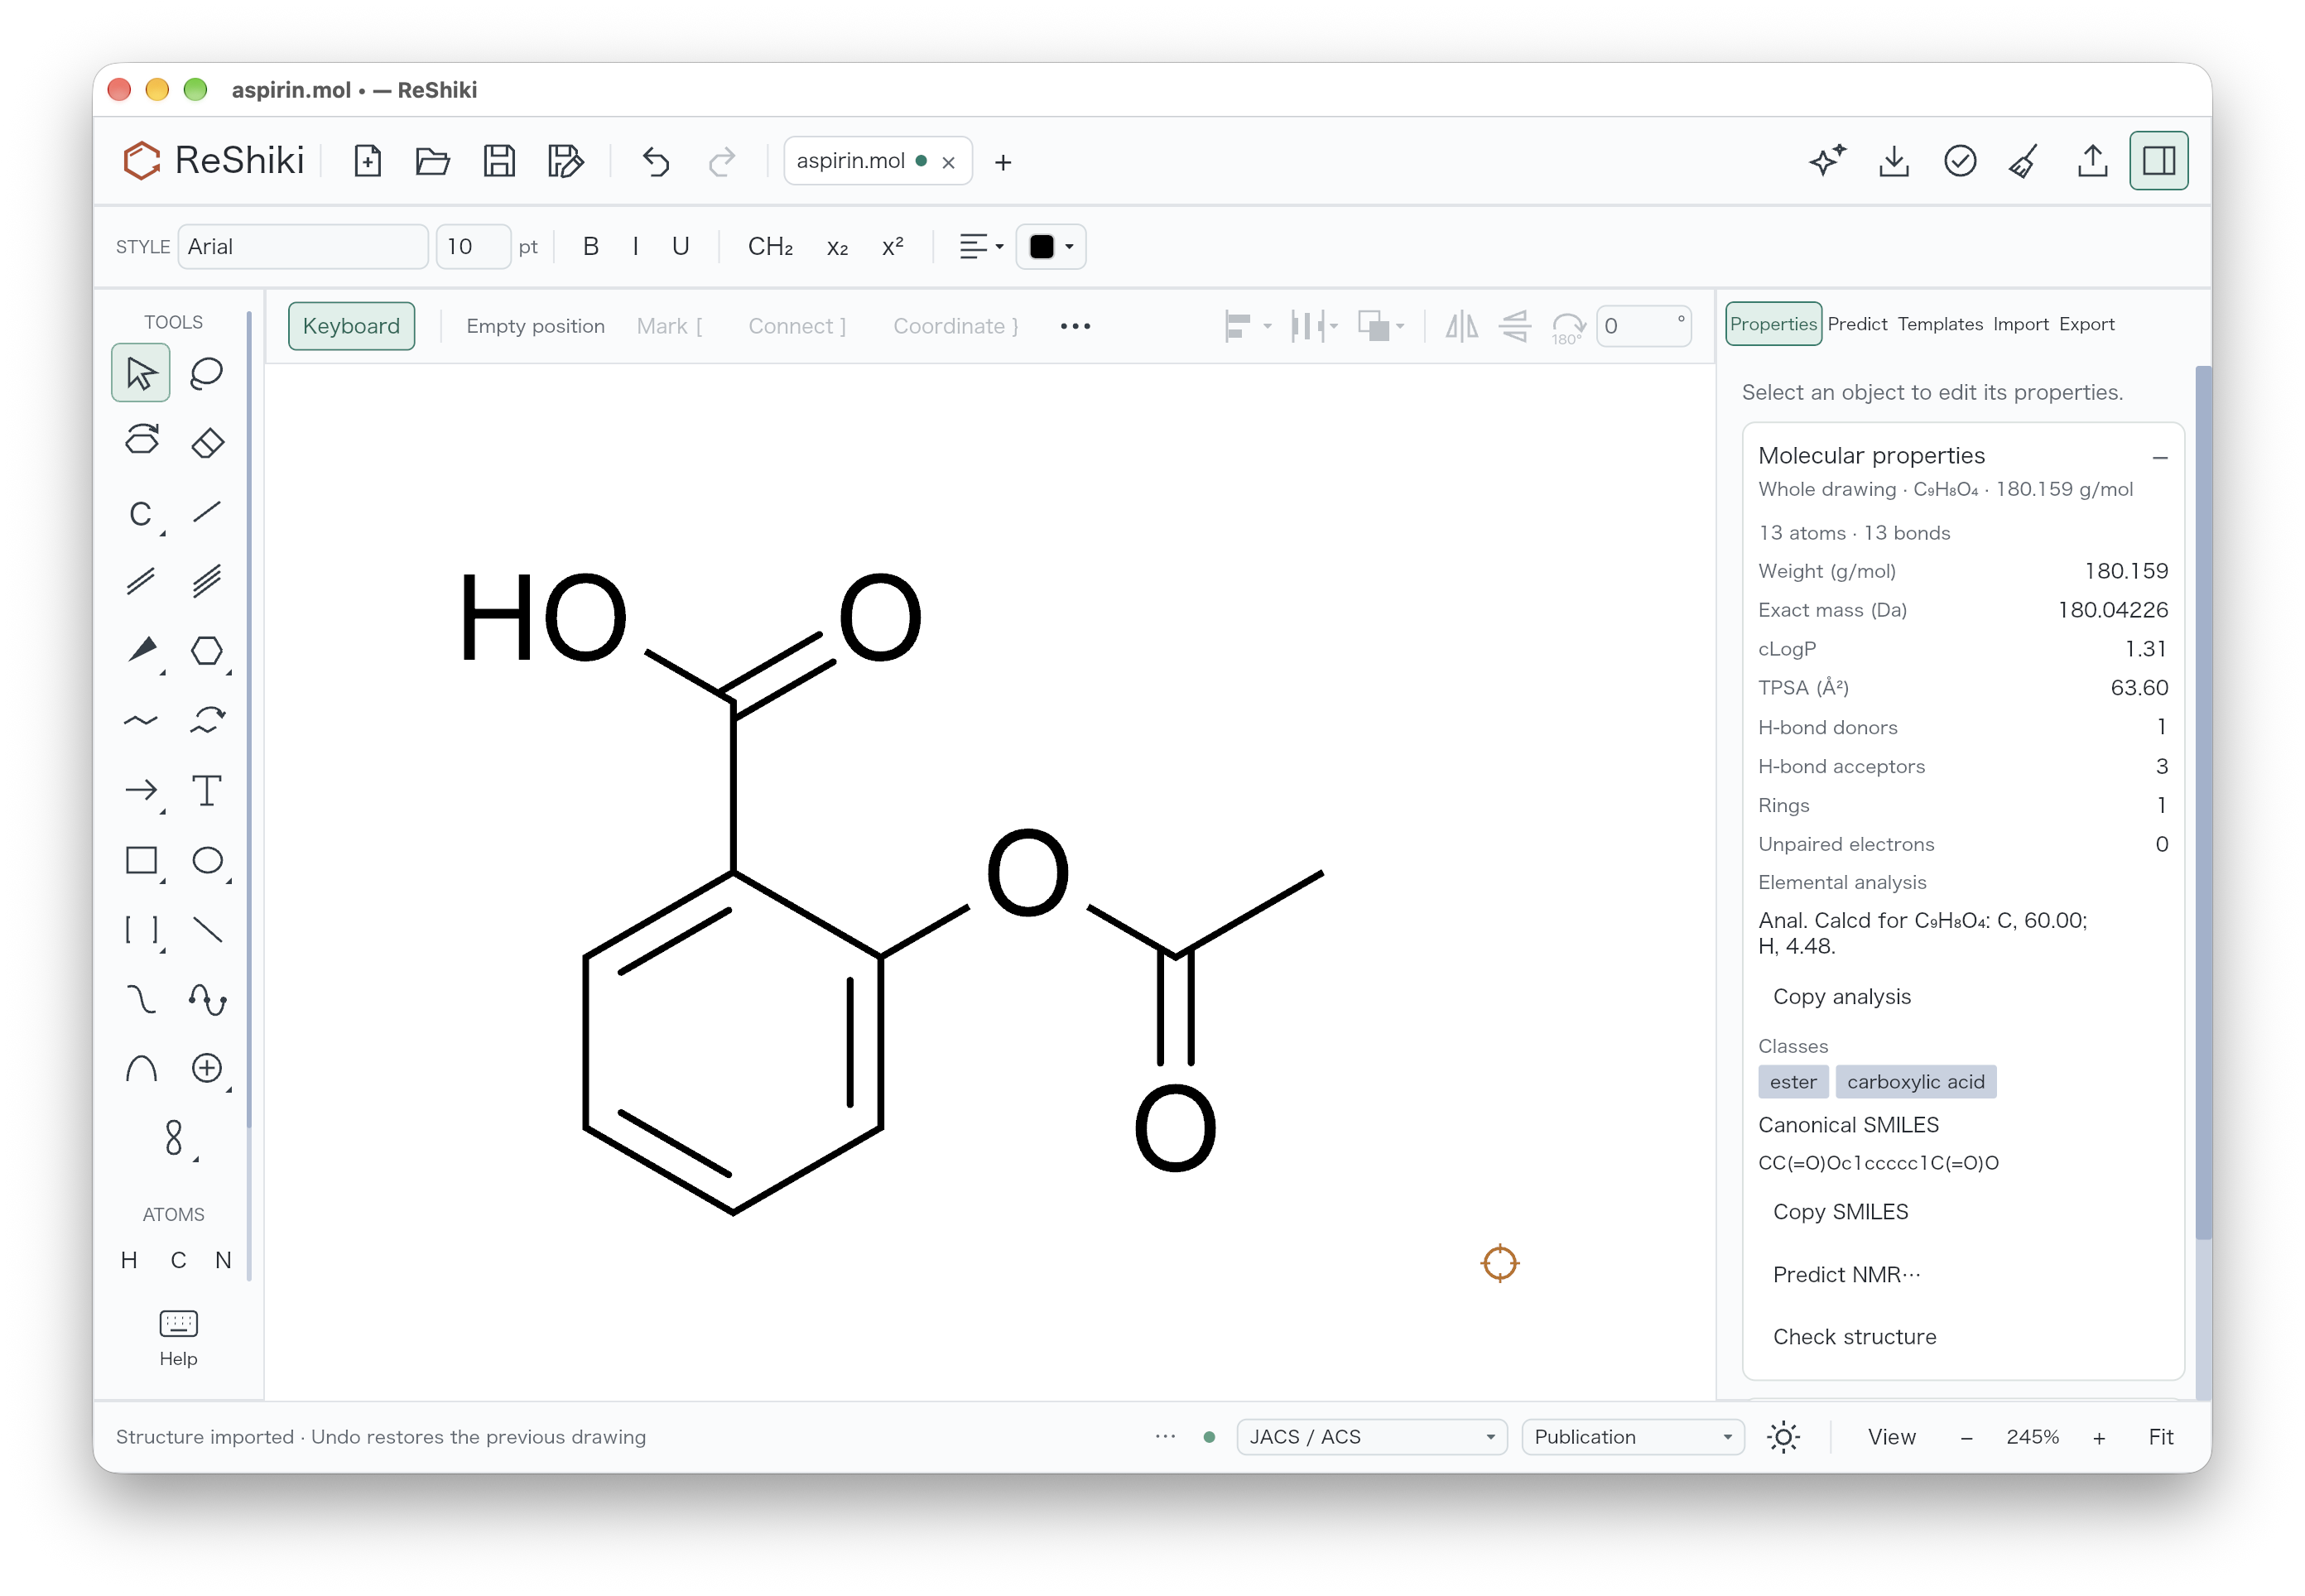 aspirin.mol • — ReShiki
ReShiki
aspirin.mol
STYLE Arial 10 pt B I U CH₂ x₂ x²
TOOLS
C
T
ATOMS
H C N
Help
Keyboard Empty position Mark [ Connect ] Coordinate } ••• 180° 0 °
HO O
O
O
Properties Predict Templates Import Export
Select an object to edit its properties.
Molecular properties
Whole drawing · C₉H₈O₄ · 180.159 g/mol
13 atoms · 13 bonds
Weight (g/mol) 180.159
Exact mass (Da) 180.04226
cLogP 1.31
TPSA (Å²) 63.60
H-bond donors 1
H-bond acceptors 3
Rings 1
Unpaired electrons 0
Elemental analysis
Anal. Calcd for C₉H₈O₄: C, 60.00;
H, 4.48.
Copy analysis
Classes
ester carboxylic acid
Canonical SMILES
CC(=O)Oc1ccccc1C(=O)O
Copy SMILES
Predict NMR···
Check structure
Structure imported · Undo restores the previous drawing ··· JACS / ACS Publication View − 245% + Fit